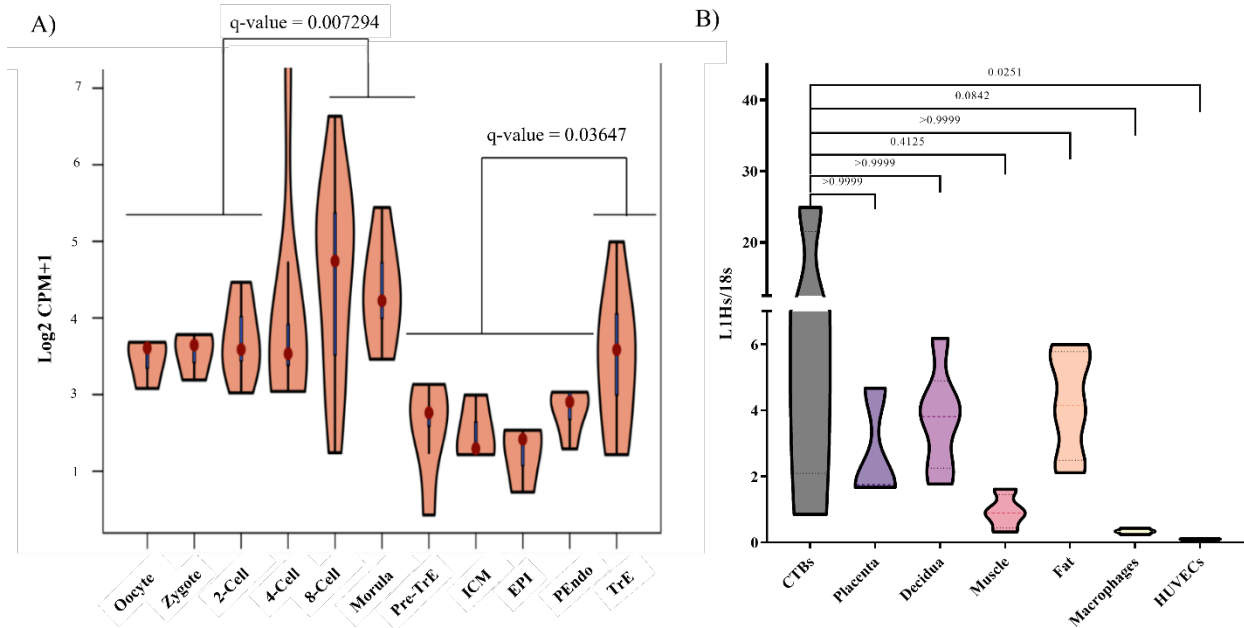 A)
q-value = 0.007294
q-value = 0.03647
Log2 CPM+1
7
6
5
4
3
1
Oocyte
Zygote
2-Cell
4-Cell
8-Cell
Morula
Pre-TrE
ICM
EPI
PEndo
TrE
B)
0.0251
0.0842
>0.9999
0.4125
>0.9999
>0.9999
L1Hs/18s
40
30
20
6
4
2
0
CTBs
Placenta
Decidua
Muscle
Fat
Macrophages
HUVECs